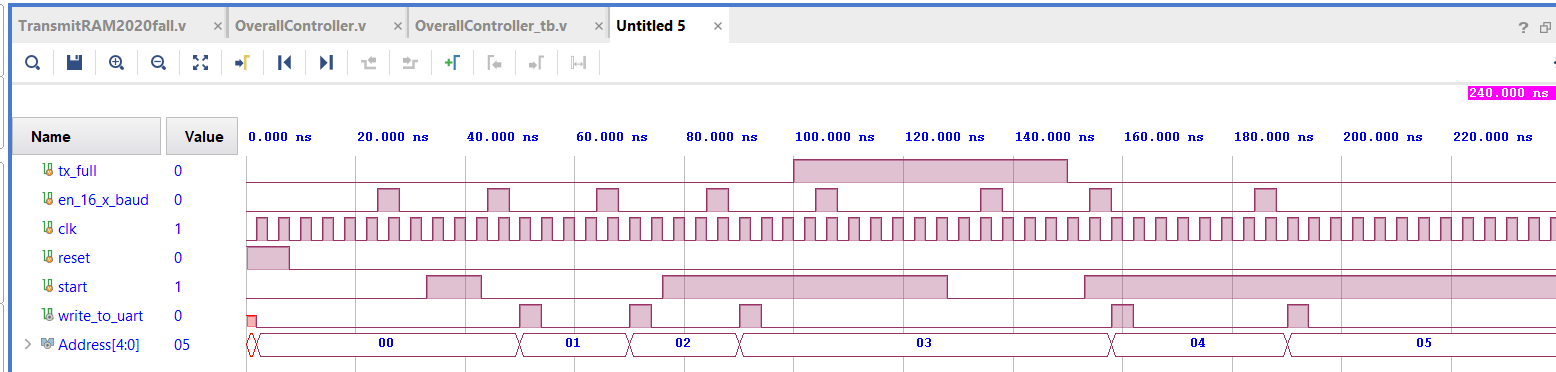 TransmitRAM2020fall.v × OverallController.v × OverallController_tb.v × Untitled 5 × ?
240.000 ns
Name Value 0.000 ns 20.000 ns 40.000 ns 60.000 ns 80.000 ns 100.000 ns 120.000 ns 140.000 ns 160.000 ns 180.000 ns 200.000 ns 220.000 ns
tx_full 0
en_16_x_baud 0
clk 1
reset 0
start 1
write_to_uart 0
Address[4:0] 05 00 01 02 03 04 05